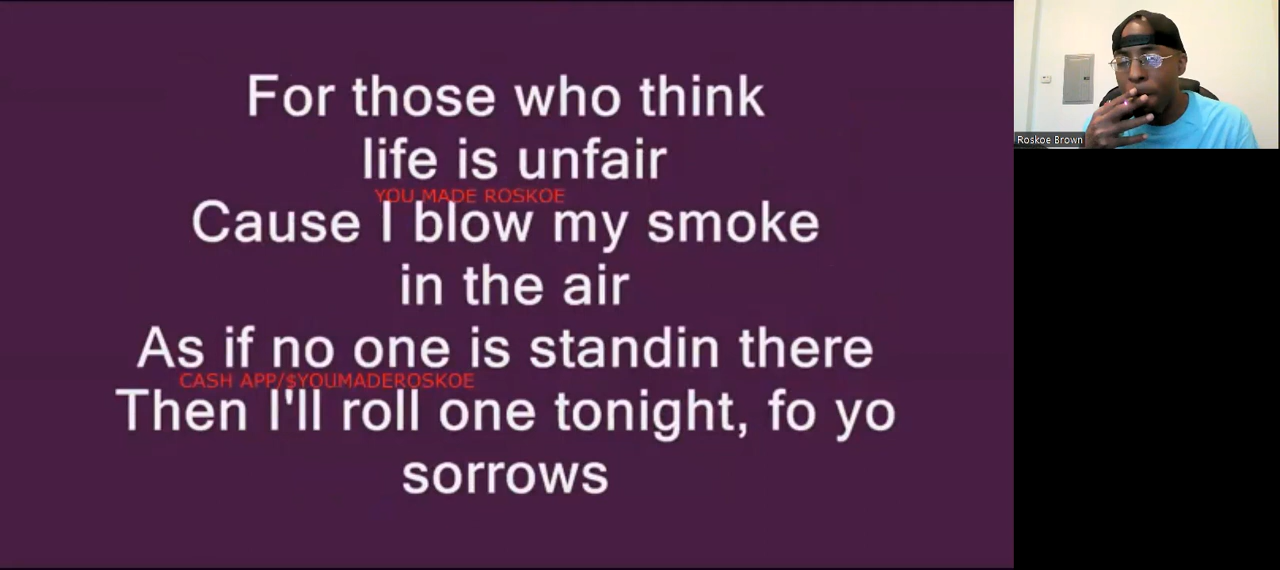 For those who think
life is unfair
YOU MADE ROSKOE
Cause I blow my smoke
in the air
As if no one is standin there
CASH APP/$YOUMADEROSKOE
Then I'll roll one tonight, fo yo
sorrows
Roskoe Brown